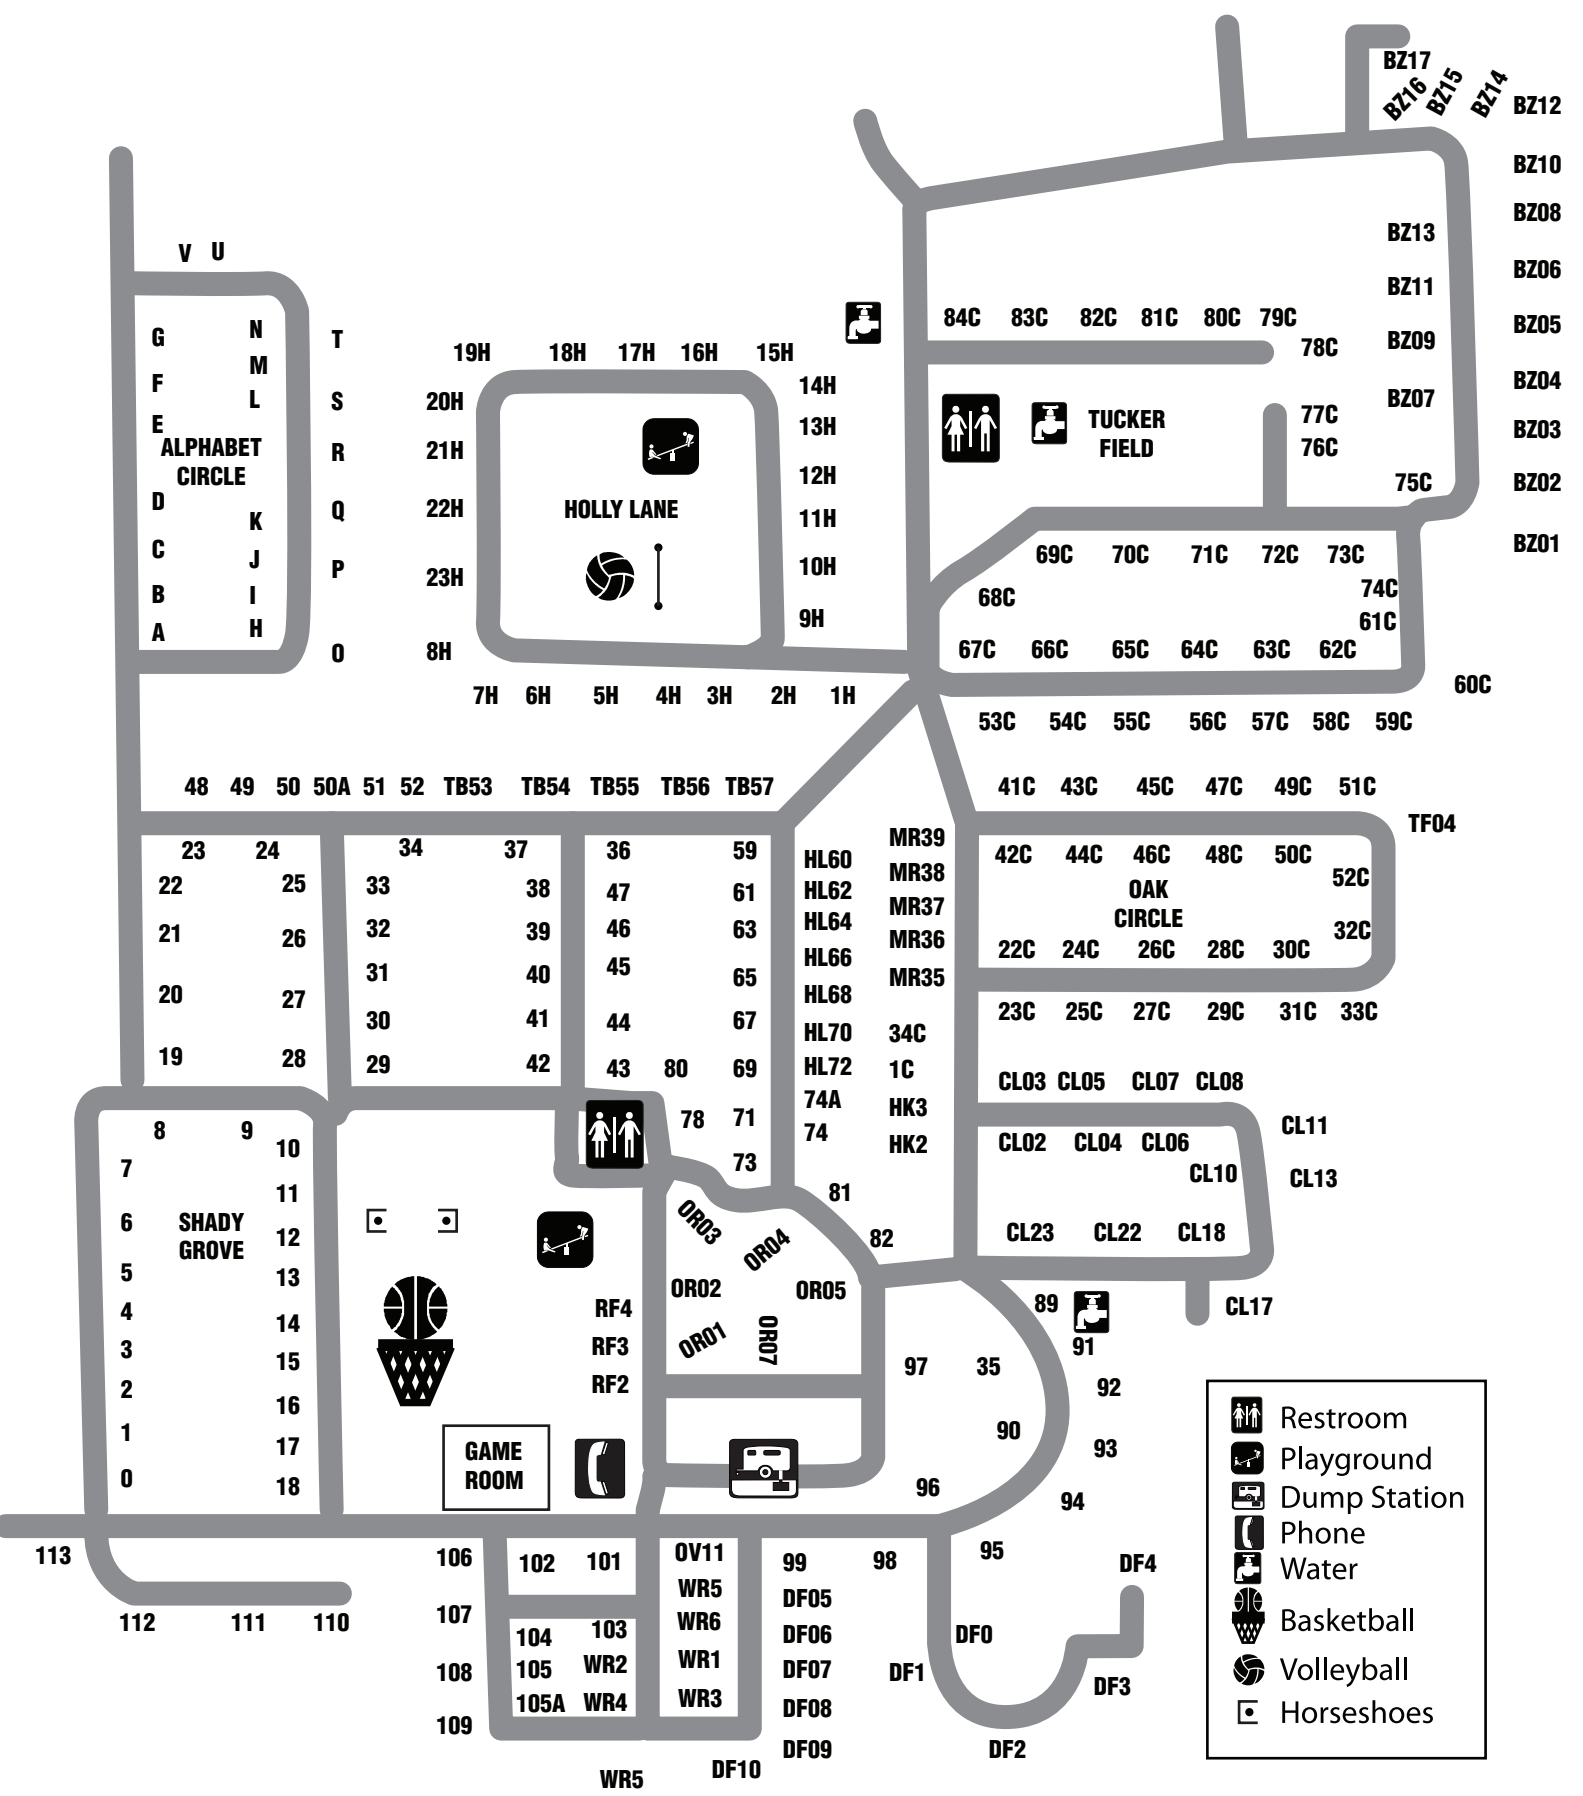 BZ17
BZ16
BZ15
BZ14
BZ12
BZ10
BZ08
BZ13
BZ06
BZ11
BZ05
BZ09
BZ04
BZ07
BZ03
75C
BZ02
BZ01
V U
G
F
E
D
C
B
A
ALPHABET
CIRCLE
N
M
L
K
J
I
H
T
S
R
Q
P
O
19H 18H 17H 16H 15H
20H
21H
22H
23H
8H
HOLLY LANE
14H
13H
12H
11H
10H
9H
7H 6H 5H 4H 3H 2H 1H
84C 83C 82C 81C 80C 79C
78C
TUCKER
FIELD
77C
76C
69C 70C 71C 72C 73C
68C
74C
61C
67C 66C 65C 64C 63C 62C
60C
53C 54C 55C 56C 57C 58C 59C
48 49 50 50A 51 52 TB53 TB54 TB55 TB56 TB57
23 24
22
21
20
19
25
26
27
28
34 37
33
32
31
30
29
38
39
40
41
42
36
47
46
45
44
43
80
78
59
61
63
65
67
69
71
73
HL60
HL62
HL64
HL66
HL68
HL70
HL72
74A
74
81
82
MR39
MR38
MR37
MR36
MR35
34C
1C
HK3
HK2
41C 43C 45C 47C 49C 51C
TF04
42C 44C 46C 48C 50C
52C
OAK
CIRCLE
32C
22C 24C 26C 28C 30C
23C 25C 27C 29C 31C 33C
CL03 CL05 CL07 CL08
CL11
CL02 CL04 CL06
CL10
CL13
CL23 CL22 CL18
CL17
8 9
7
6
5
4
3
2
1
0
SHADY
GROVE
10
11
12
13
14
15
16
17
18
RF4
RF3
RF2
GAME
ROOM
OR03
OR04
OR02
OR05
OR01
OR07
89
91
97 35
92
90
93
96
94
95
113
112 111 110
106
107
108
109
102 101
104 103
105 WR2
105A WR4
WR5
OV11
WR5
WR6
WR1
WR3
DF10
99 98
DF05
DF06
DF07
DF08
DF09
DF0
DF1
DF2
DF3
DF4
Restroom
Playground
Dump Station
Phone
Water
Basketball
Volleyball
Horseshoes